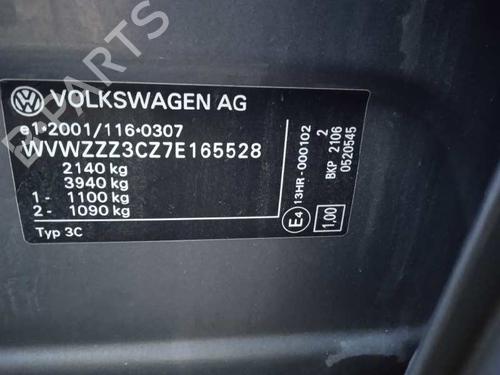 VOLKSWAGEN AG
e1*2001/116*0307
WVWZZZ3CZ7E165528
2140 kg
3940 kg
1 - 1100 kg
2 - 1090 kg
Typ 3C
E4
13HR-000102
2
BKP 2106
0520545
1,00
B PARTS